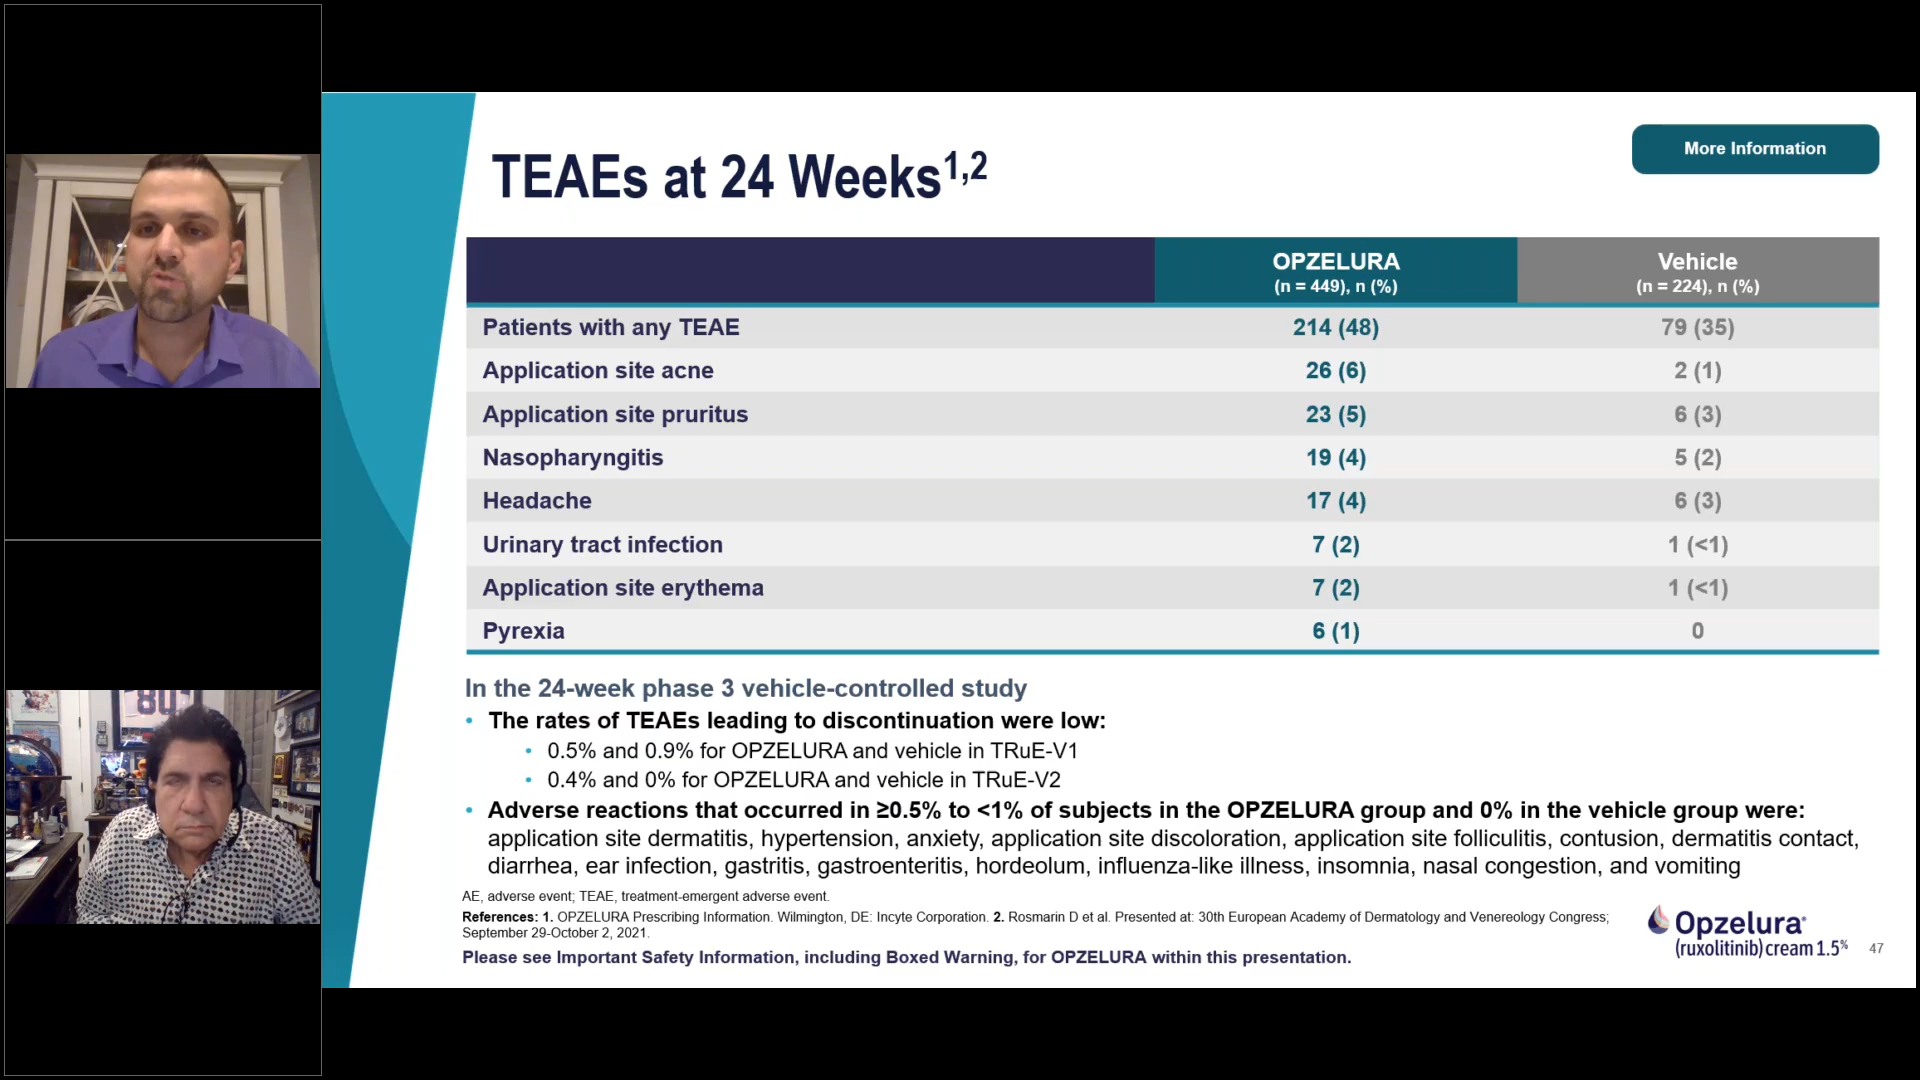 More Information
TEAEs at 24 Weeks1,2
OPZELURA
(n = 449), n (%)
Vehicle
(n = 224), n (%)
Patients with any TEAE 214 (48) 79 (35)
Application site acne 26 (6) 2 (1)
Application site pruritus 23 (5) 6 (3)
Nasopharyngitis 19 (4) 5 (2)
Headache 17 (4) 6 (3)
Urinary tract infection 7 (2) 1 (<1)
Application site erythema 7 (2) 1 (<1)
Pyrexia 6 (1) 0
In the 24-week phase 3 vehicle-controlled study
• The rates of TEAEs leading to discontinuation were low:
• 0.5% and 0.9% for OPZELURA and vehicle in TRuE-V1
• 0.4% and 0% for OPZELURA and vehicle in TRuE-V2
• Adverse reactions that occurred in ≥0.5% to <1% of subjects in the OPZELURA group and 0% in the vehicle group were:
application site dermatitis, hypertension, anxiety, application site discoloration, application site folliculitis, contusion, dermatitis contact,
diarrhea, ear infection, gastritis, gastroenteritis, hordeolum, influenza-like illness, insomnia, nasal congestion, and vomiting
AE, adverse event; TEAE, treatment-emergent adverse event.
References: 1. OPZELURA Prescribing Information. Wilmington, DE: Incyte Corporation. 2. Rosmarin D et al. Presented at: 30th European Academy of Dermatology and Venereology Congress;
September 29-October 2, 2021.
Please see Important Safety Information, including Boxed Warning, for OPZELURA within this presentation.
Opzelura®
(ruxolitinib) cream 1.5%
47
80